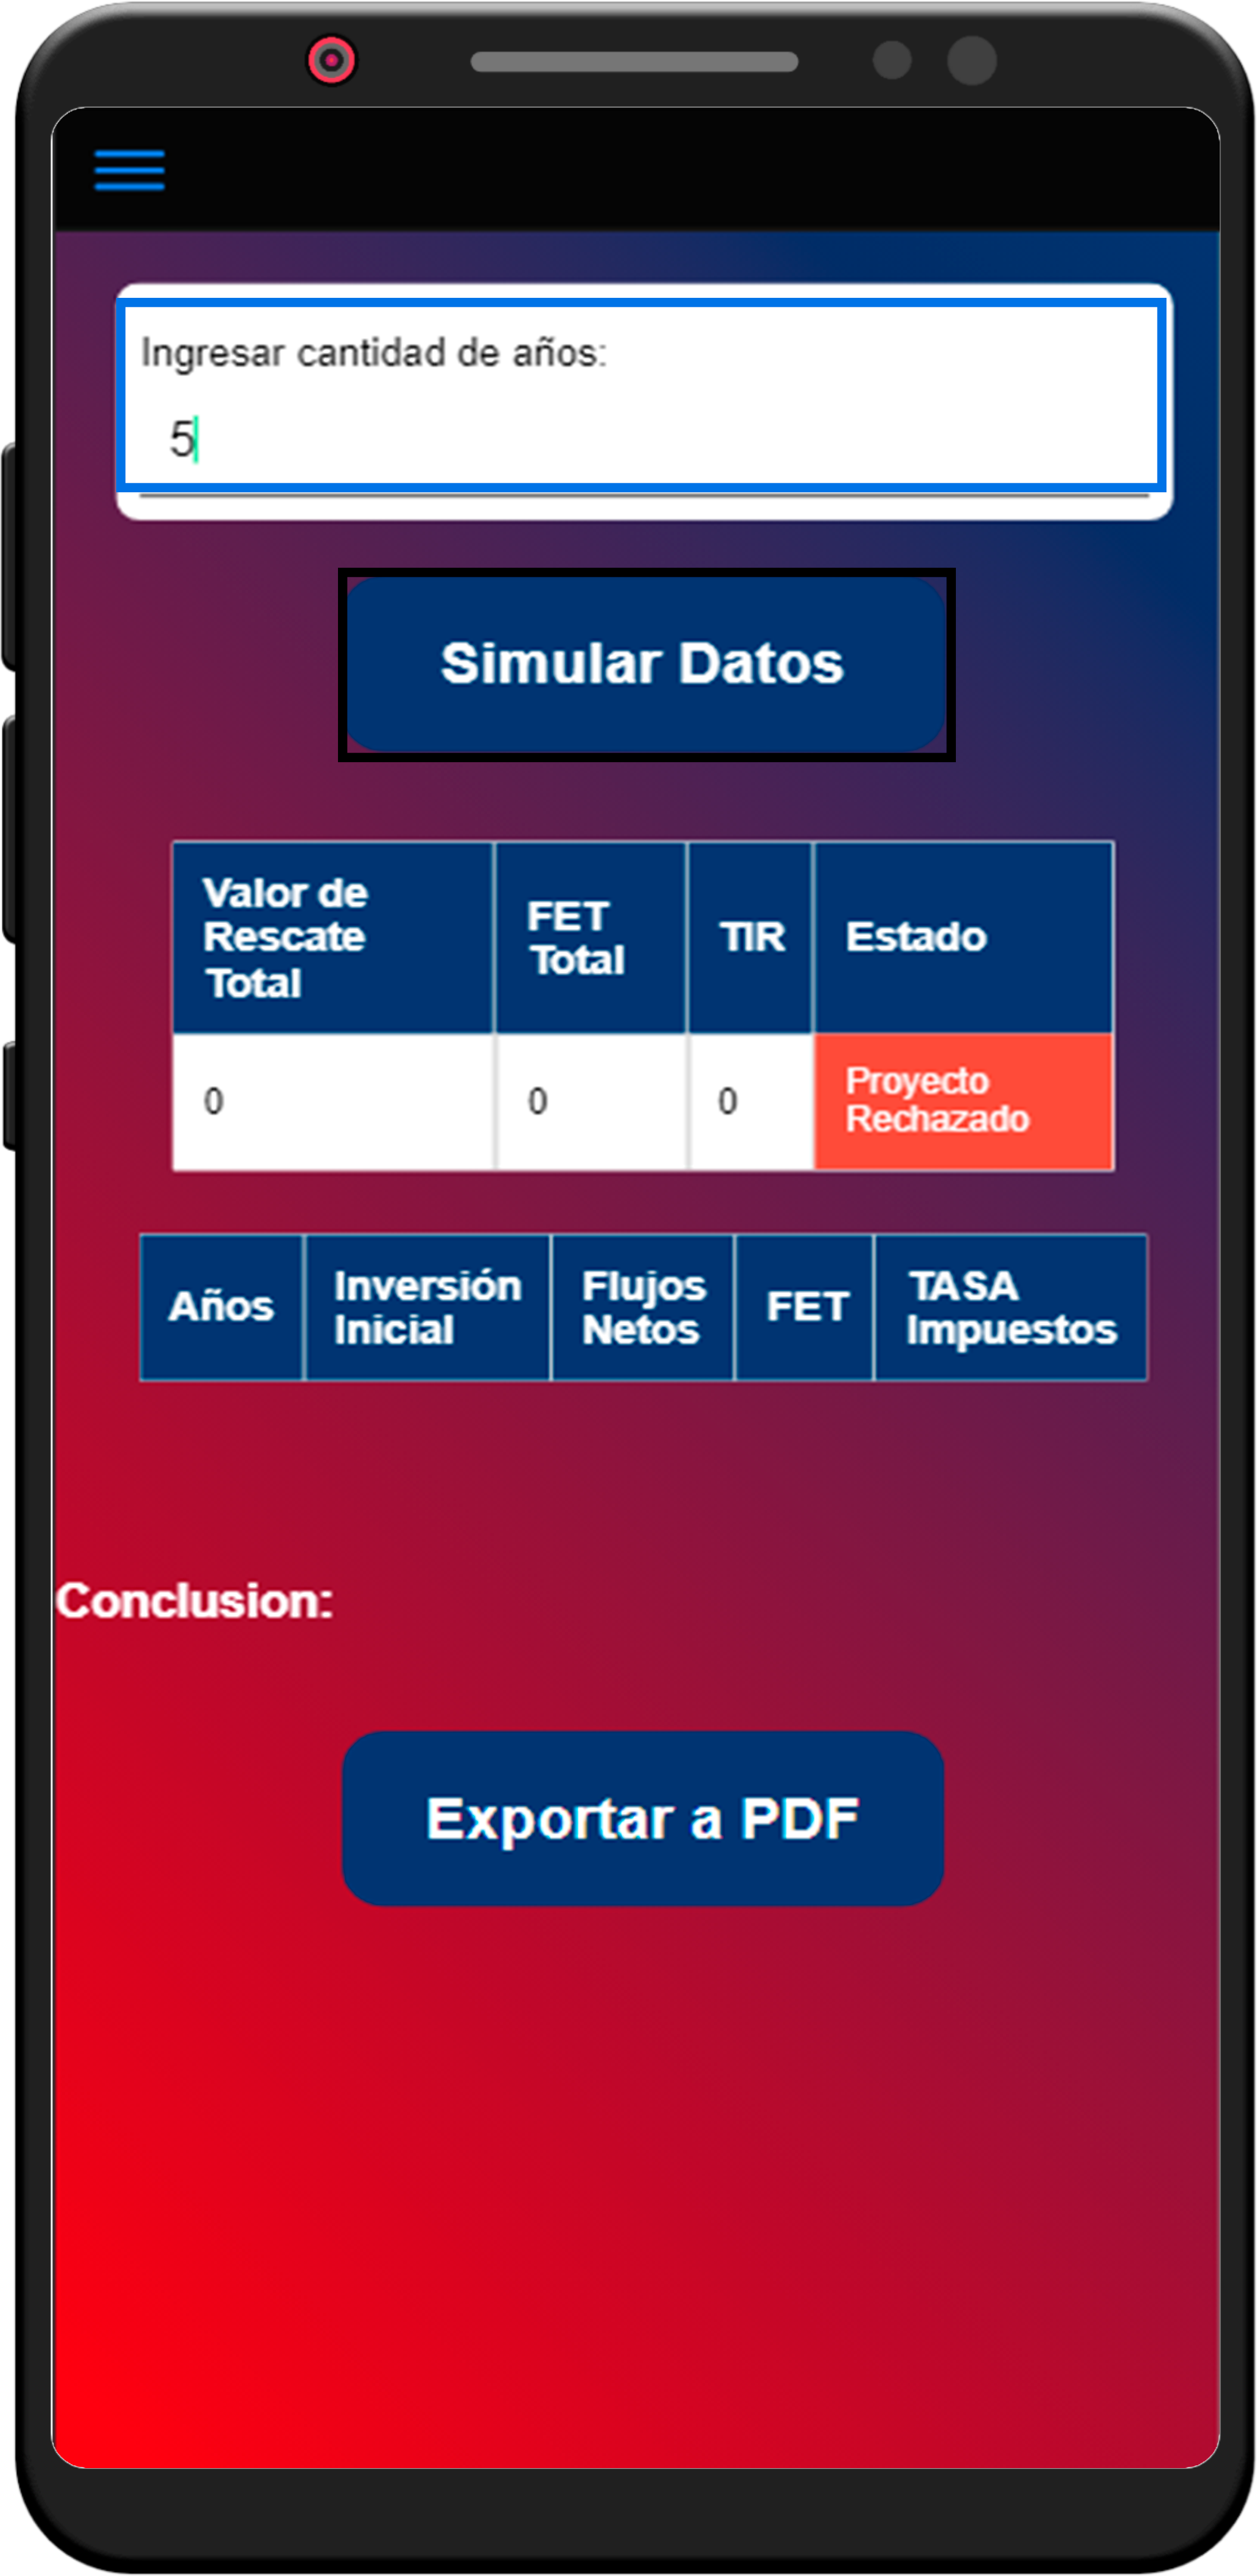 Ingresar cantidad de años:
5
Simular Datos
Valor de
Rescate
Total
FET
Total
TIR
Estado
0
0
0
Proyecto
Rechazado
Años
Inversión
Inicial
Flujos
Netos
FET
TASA
Impuestos
Conclusion:
Exportar a PDF